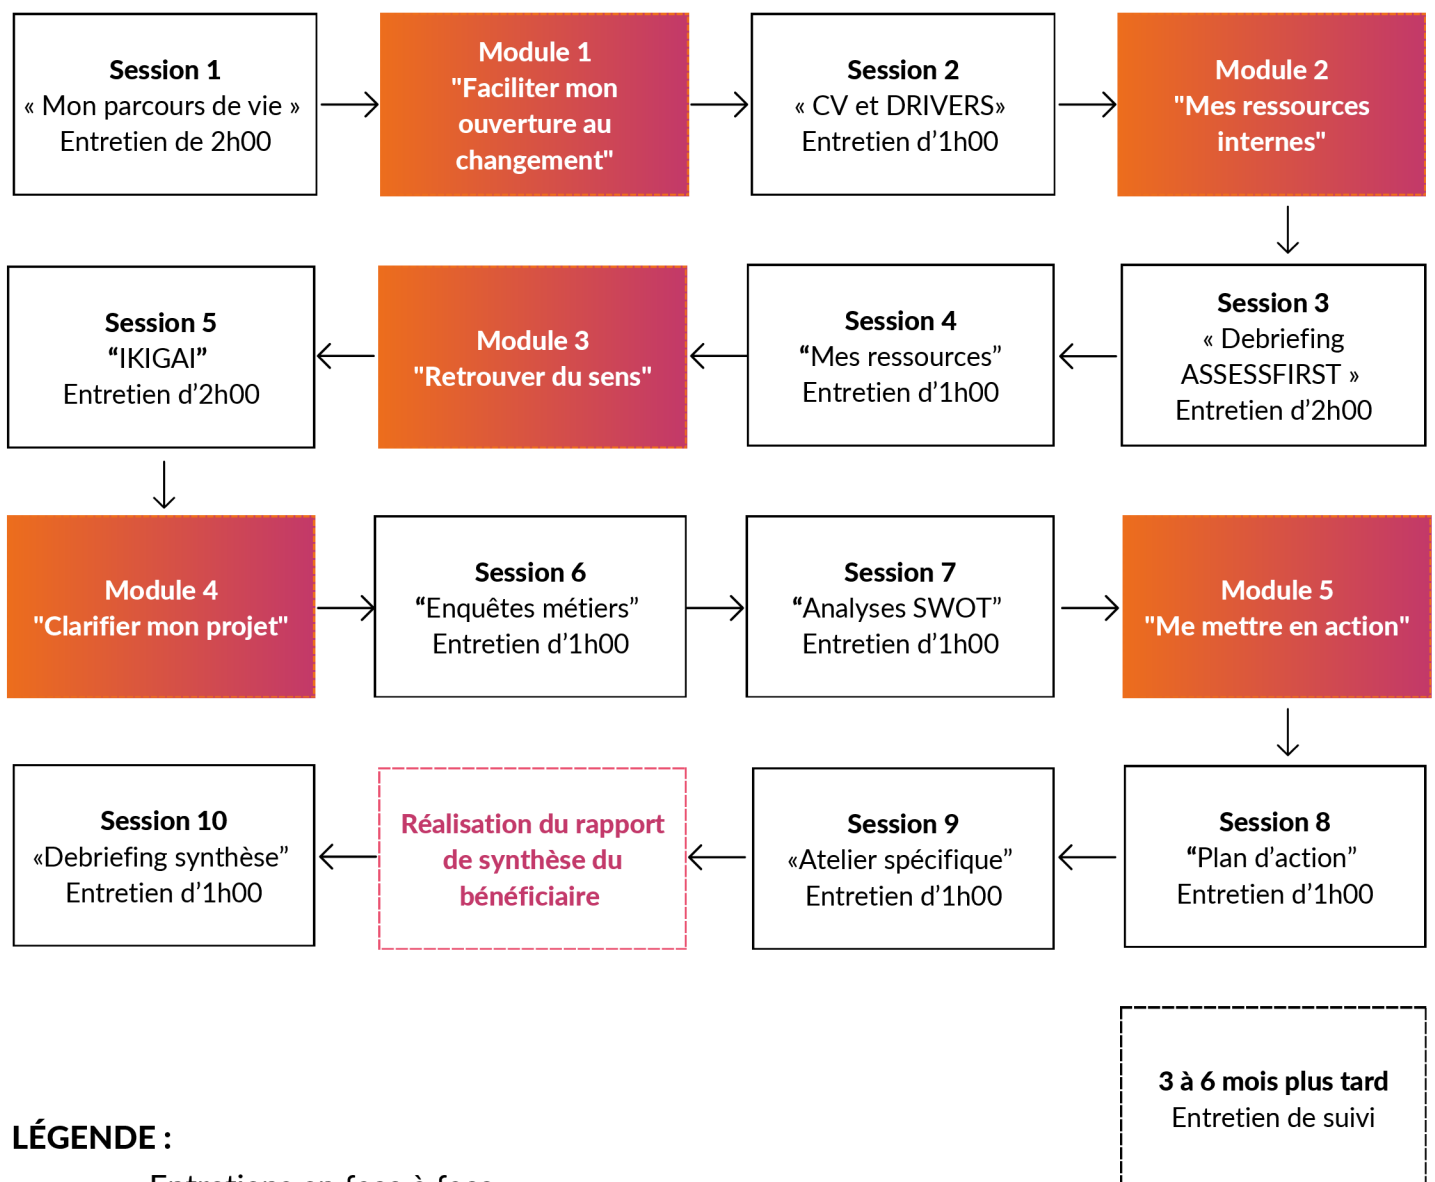 Session 1
« Mon parcours de vie »
Entretien de 2h00
Module 1
"Faciliter mon
ouverture au
changement"
Session 2
« CV et DRIVERS»
Entretien d’1h00
Module 2
"Mes ressources
internes"
Session 3
« Debriefing
ASSESSFIRST »
Entretien d’2h00
Session 4
“Mes ressources”
Entretien d’1h00
Module 3
"Retrouver du sens"
Session 5
“IKIGAI”
Entretien d’2h00
Module 4
"Clarifier mon projet"
Session 6
“Enquêtes métiers”
Entretien d’1h00
Session 7
“Analyses SWOT”
Entretien d’1h00
Module 5
"Me mettre en action"
Session 8
“Plan d’action”
Entretien d’1h00
Session 9
«Atelier spécifique”
Entretien d’1h00
Réalisation du rapport
de synthèse du
bénéficiaire
Session 10
«Debriefing synthèse”
Entretien d’1h00
3 à 6 mois plus tard
Entretien de suivi
LÉGENDE :
Entretiens en face à face